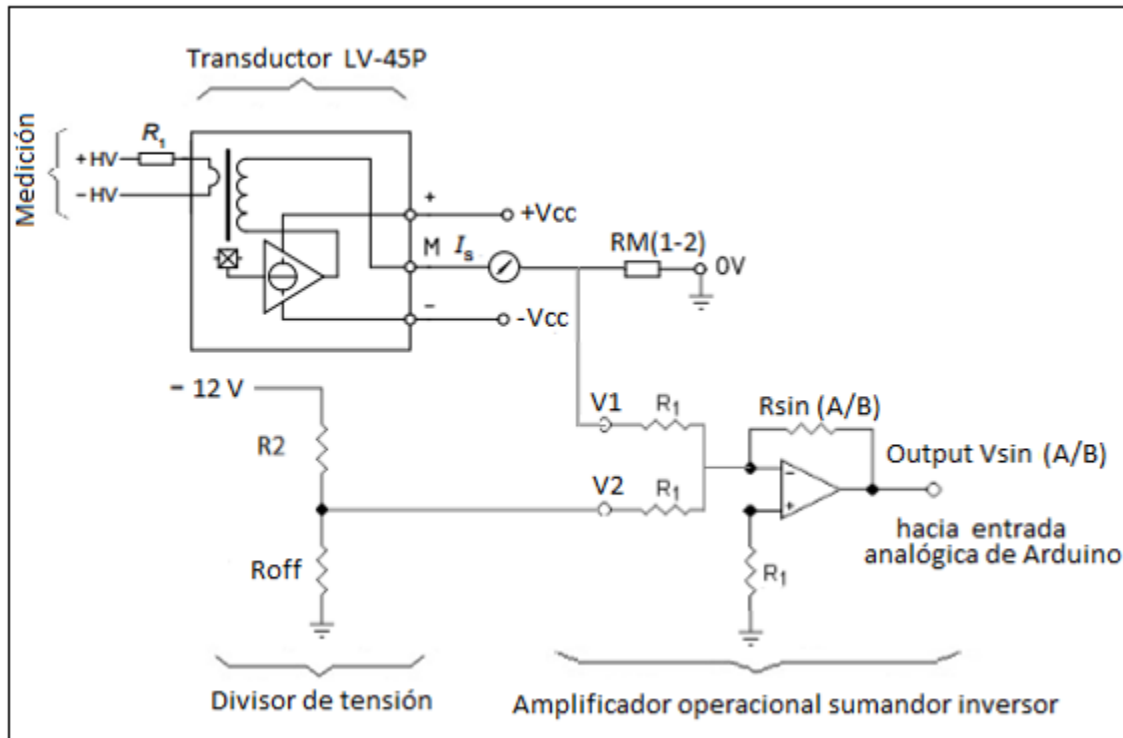 Transductor LV-45P
Medición
+HV
R1
-HV
+
+Vcc
M
Is
RM(1-2)
0V
-
-Vcc
- 12 V
R2
V1
R1
Rsin (A/B)
Output Vsin (A/B)
V2
R1
-
+
hacia entrada
analógica de Arduino
Roff
R1
Divisor de tensión
Amplificador operacional sumandor inversor